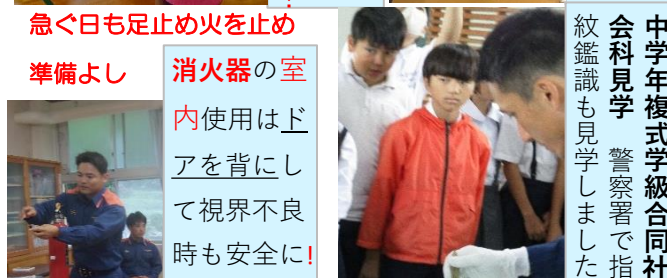 急ぐ日も足止め火を止め
準備よし
消火器の室
内使用はド
アを背にし
て視界不良
時も安全に!
中学年複式学級合同社
会科見学 警察署で指
紋鑑識も見学しました